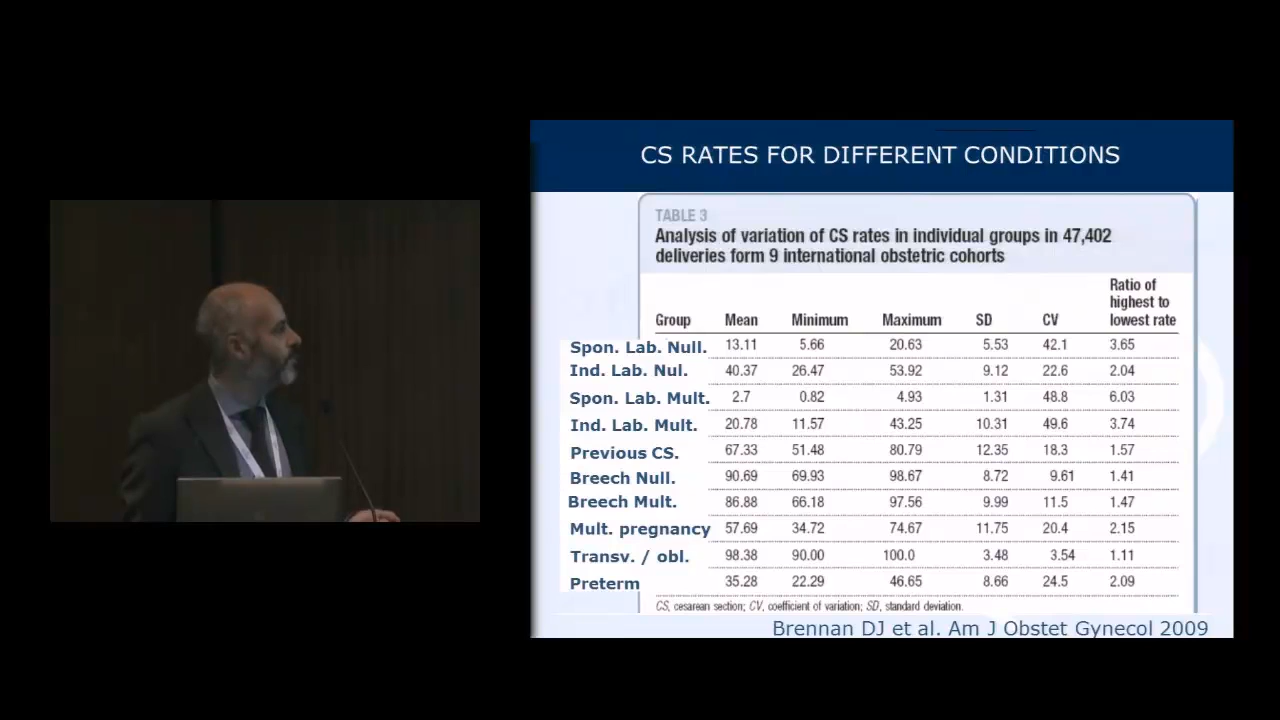 CS RATES FOR DIFFERENT CONDITIONS
TABLE 3
Analysis of variation of CS rates in individual groups in 47,402
deliveries form 9 international obstetric cohorts
Group Mean Minimum Maximum SD CV Ratio of highest to lowest rate
Spon. Lab. Null. 13.11 5.66 20.63 5.53 42.1 3.65
Ind. Lab. Nul. 40.37 26.47 53.92 9.12 22.6 2.04
Spon. Lab. Mult. 2.7 0.82 4.93 1.31 48.8 6.03
Ind. Lab. Mult. 20.78 11.57 43.25 10.31 49.6 3.74
Previous CS. 67.33 51.48 80.79 12.35 18.3 1.57
Breech Null. 90.69 69.93 98.67 8.72 9.61 1.41
Breech Mult. 86.88 66.18 97.56 9.99 11.5 1.47
Mult. pregnancy 57.69 34.72 74.67 11.75 20.4 2.15
Transv. / obl. 98.38 90.00 100.0 3.48 3.54 1.11
Preterm 35.28 22.29 46.65 8.66 24.5 2.09
CS, cesarean section; CV, coefficient of variation; SD, standard deviation.
Brennan DJ et al. Am J Obstet Gynecol 2009